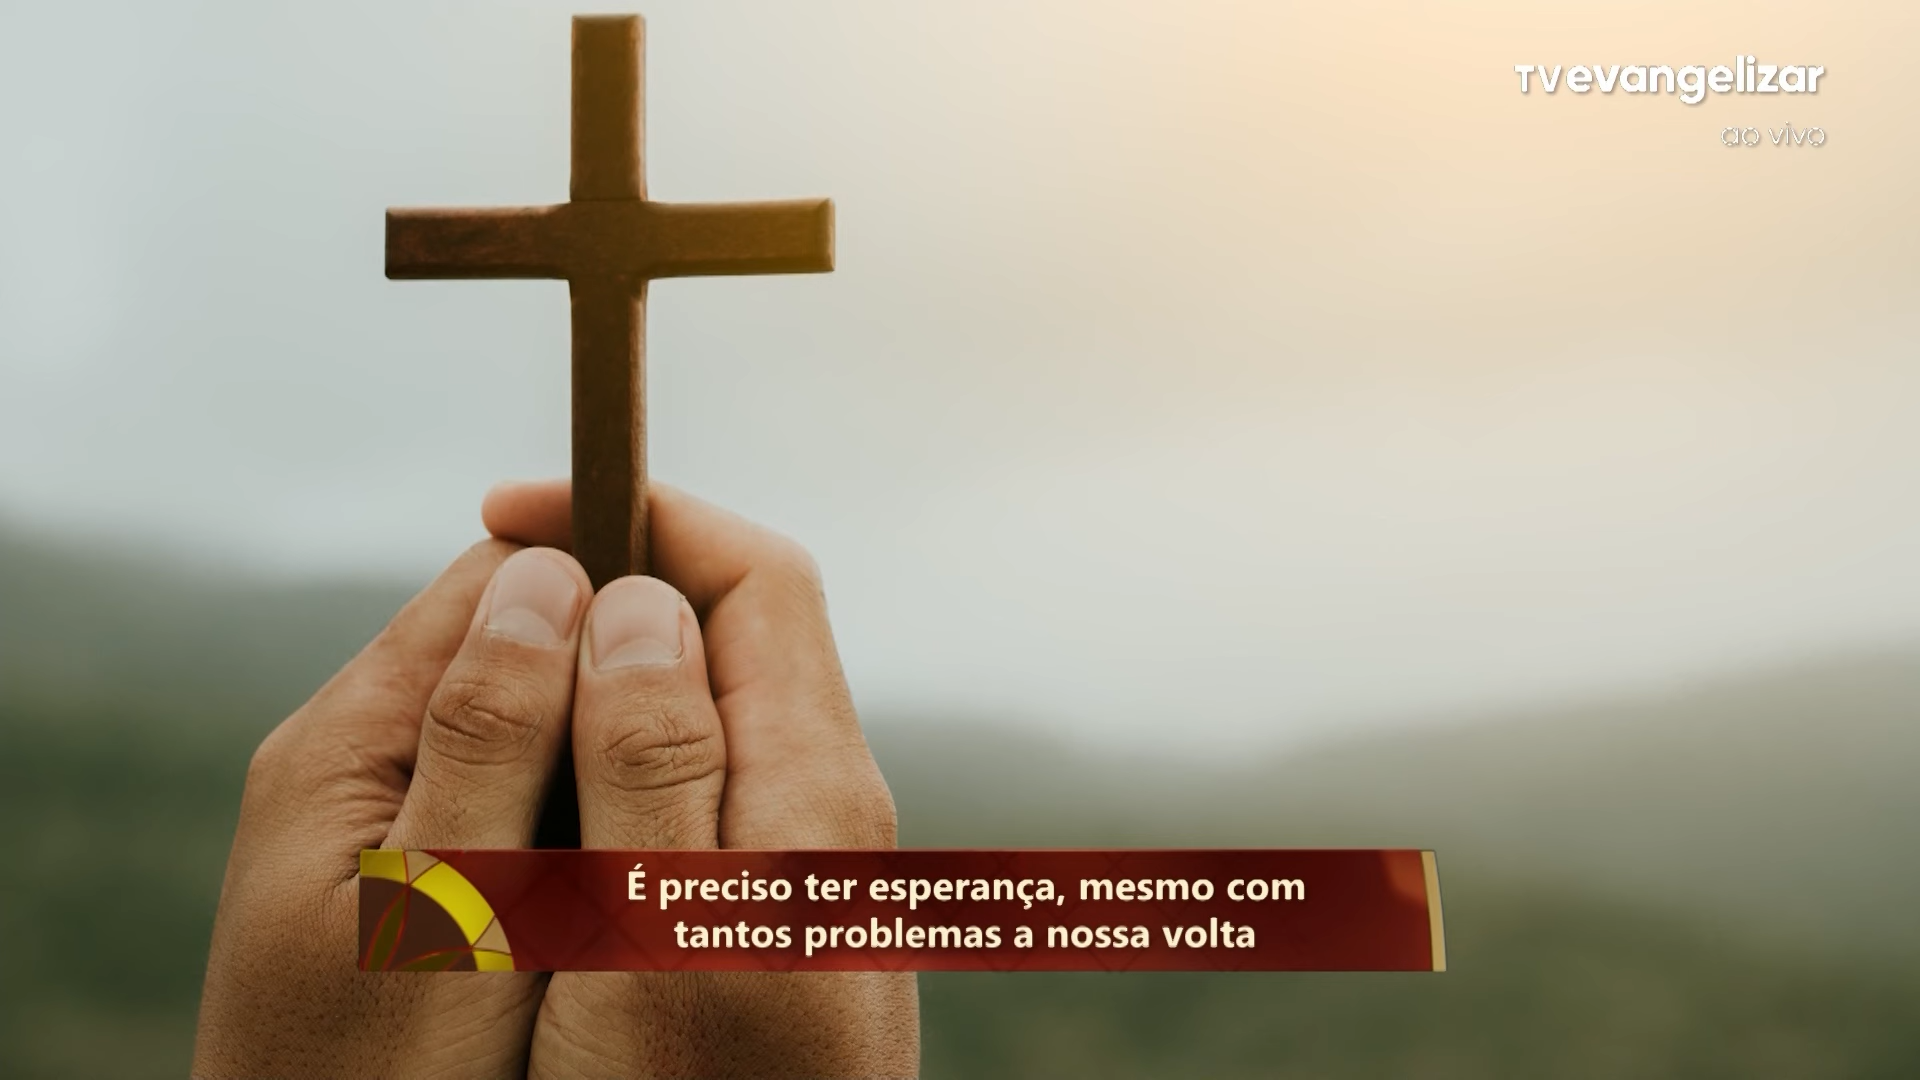 TVevangelizar
ao vivo
É preciso ter esperança, mesmo com
tantos problemas a nossa volta